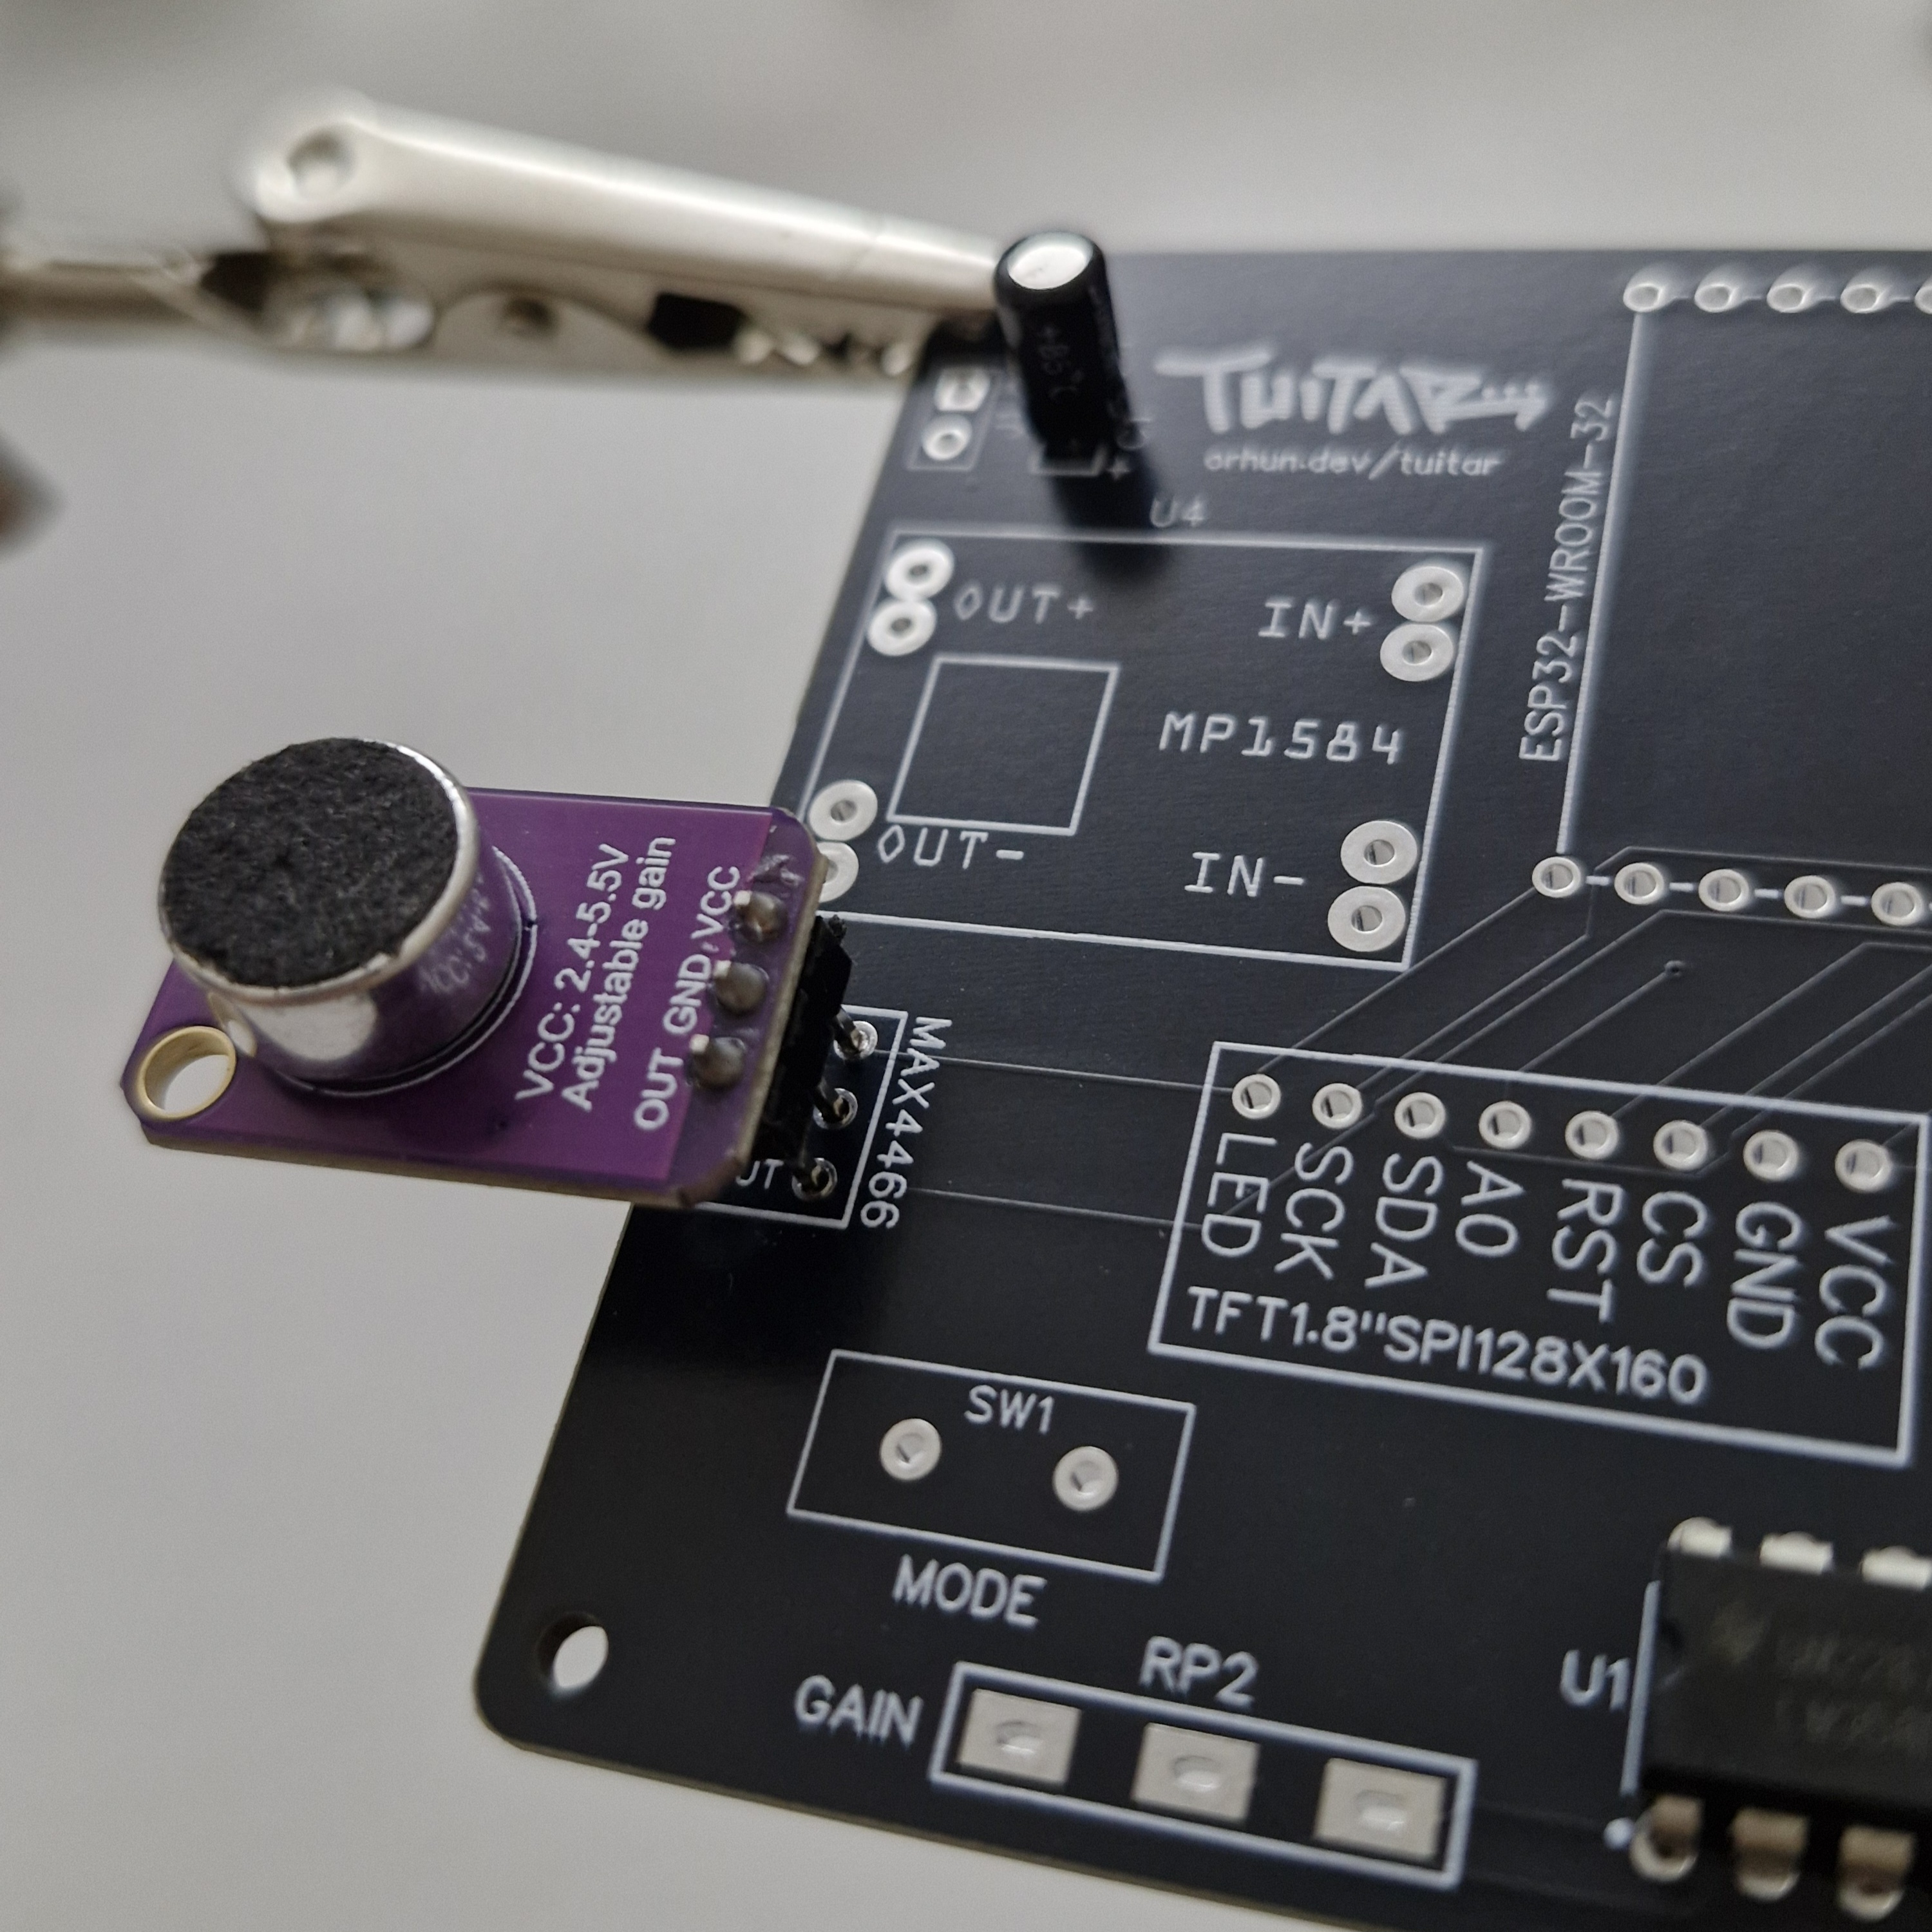 TUITAR
orhun.dev/tuitar
U4
OUT+
IN+
MP1584
OUT-
IN-
ESP32-WROOM-32
VCC: 2.4-5.5V
Adjustable gain
OUT GND VCC
MAX4466
UT
LED
SCK
SDA
A0
RST
CS
GND
VCC
TFT1.8"SPI128X160
SW1
MODE
RP2
GAIN
U1